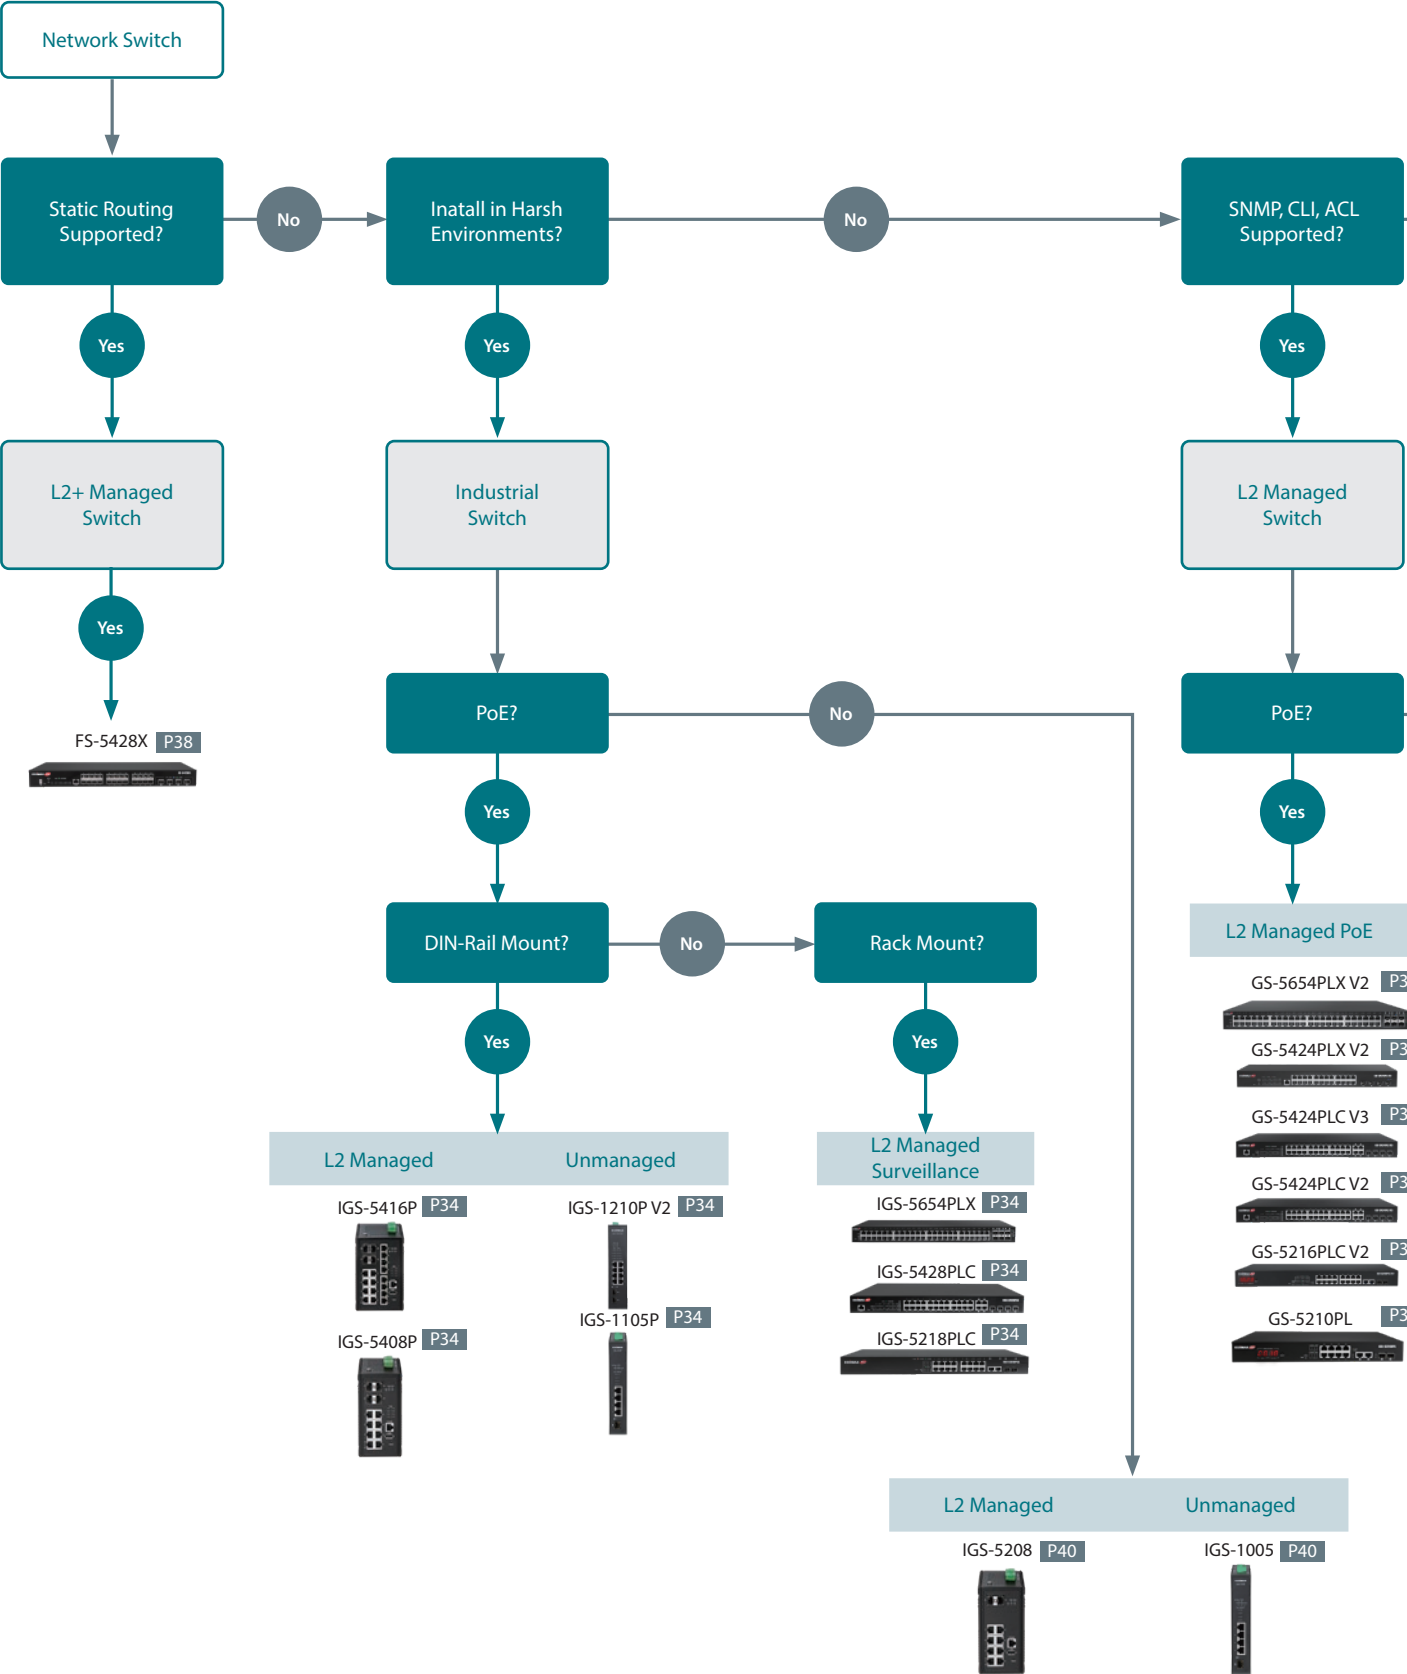 Network Switch
Static Routing
Supported?
No
Inatall in Harsh
Environments?
No
SNMP, CLI, ACL
Supported?
Yes
Yes
Yes
L2+ Managed
Switch
Industrial
Switch
L2 Managed
Switch
Yes
FS-5428X P38
PoE?
No
PoE?
Yes
Yes
DIN-Rail Mount?
No
Rack Mount?
Yes
Yes
L2 Managed
Unmanaged
IGS-5416P P34
IGS-1210P V2 P34
IGS-5408P P34
IGS-1105P P34
L2 Managed
Surveillance
IGS-5654PLX P34
IGS-5428PLC P34
IGS-5218PLC P34
L2 Managed PoE
GS-5654PLX V2
GS-5424PLX V2
GS-5424PLC V3
GS-5424PLC V2
GS-5216PLC V2
GS-5210PL
L2 Managed
Unmanaged
IGS-5208 P40
IGS-1005 P40